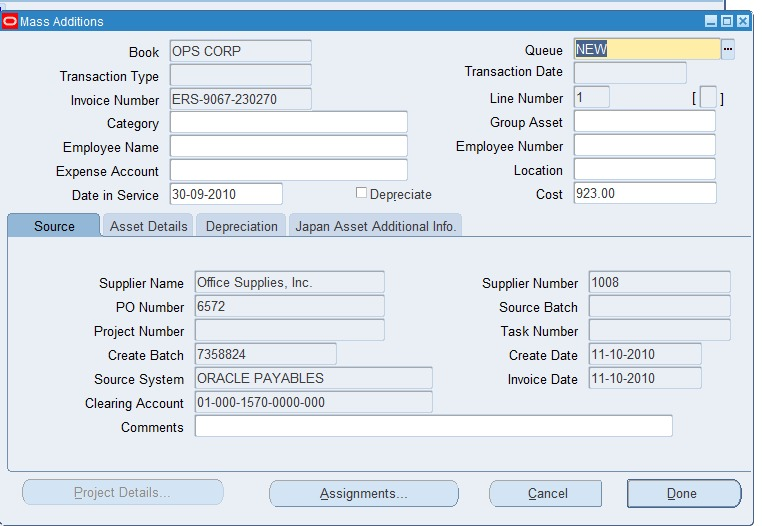 Mass Additions
Book OPS CORP Queue NEW ...
Transaction Type Transaction Date
Invoice Number ERS-9067-230270 Line Number 1 [ ]
Category Group Asset
Employee Name Employee Number
Expense Account Location
Date in Service 30-09-2010 Depreciate Cost 923.00
Source Asset Details Depreciation Japan Asset Additional Info.
Supplier Name Office Supplies, Inc. Supplier Number 1008
PO Number 6572 Source Batch
Project Number Task Number
Create Batch 7358824 Create Date 11-10-2010
Source System ORACLE PAYABLES Invoice Date 11-10-2010
Clearing Account 01-000-1570-0000-000
Comments
Project Details... Assignments... Cancel Done